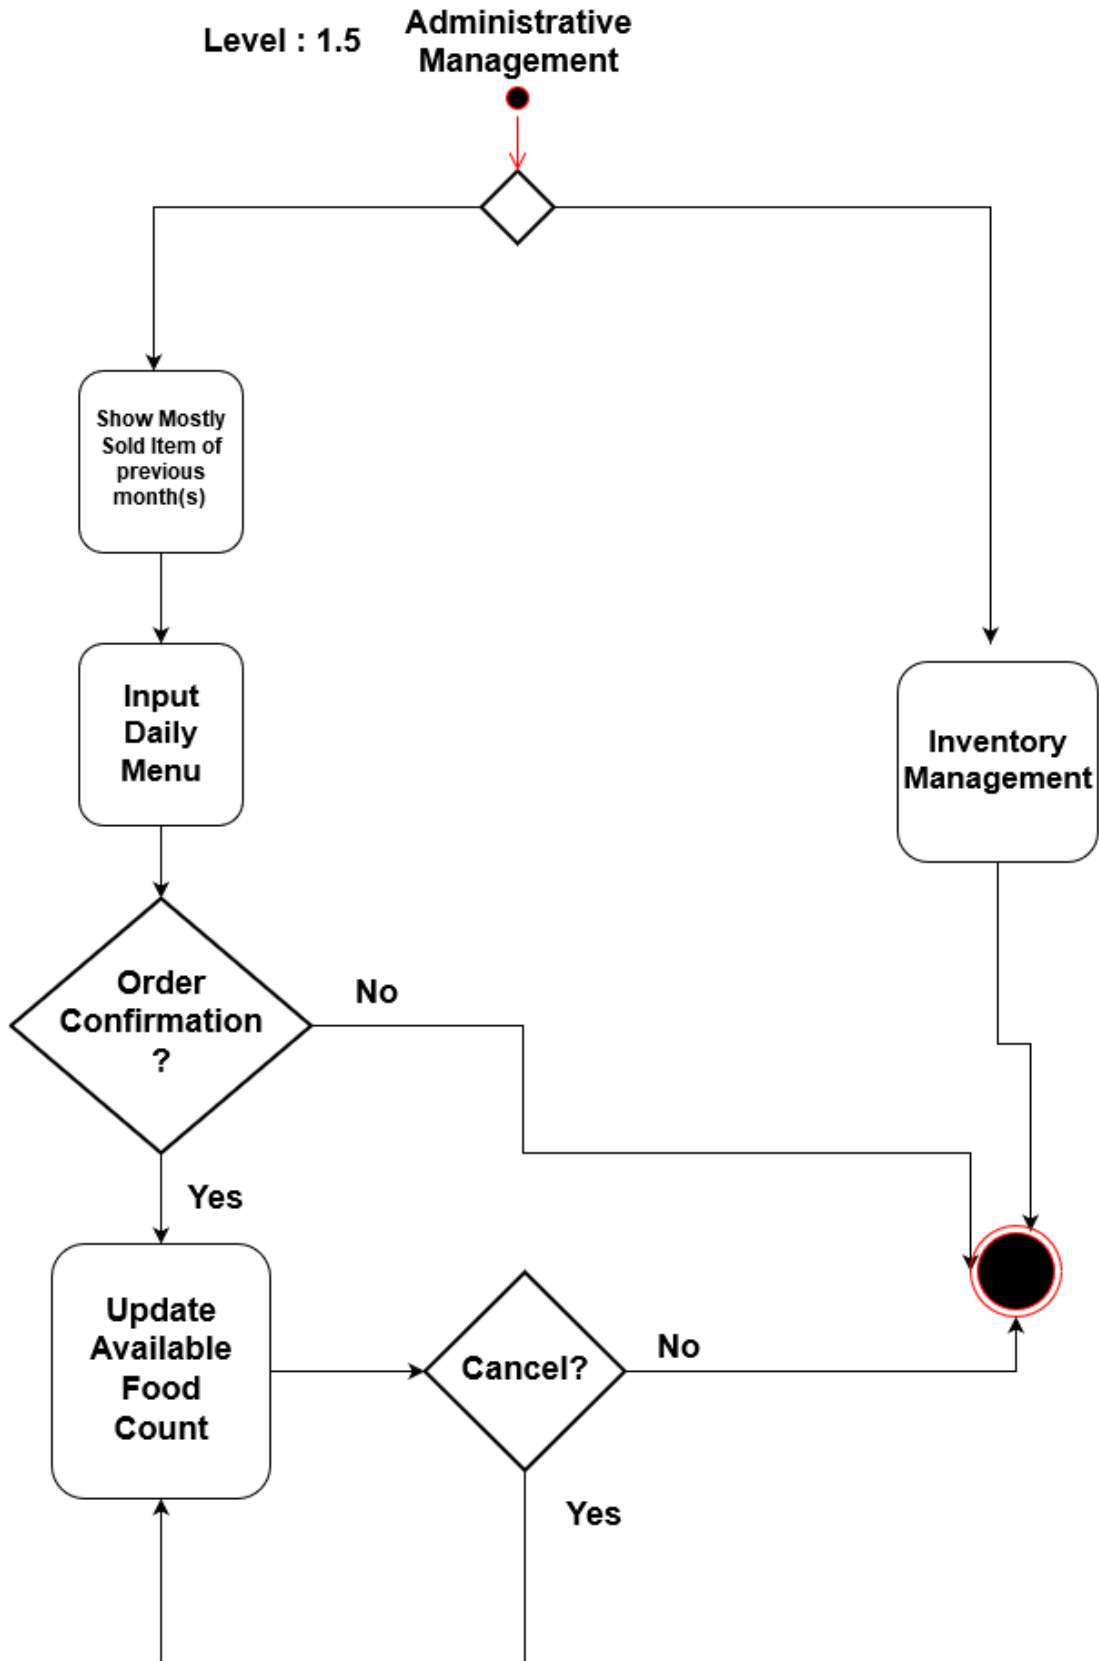 Level : 1.5
Administrative
Management
Show Mostly
Sold Item of
previous
month(s)
Input
Daily
Menu
Inventory
Management
Order
Confirmation
?
No
Yes
Update
Available
Food
Count
Cancel?
No
Yes